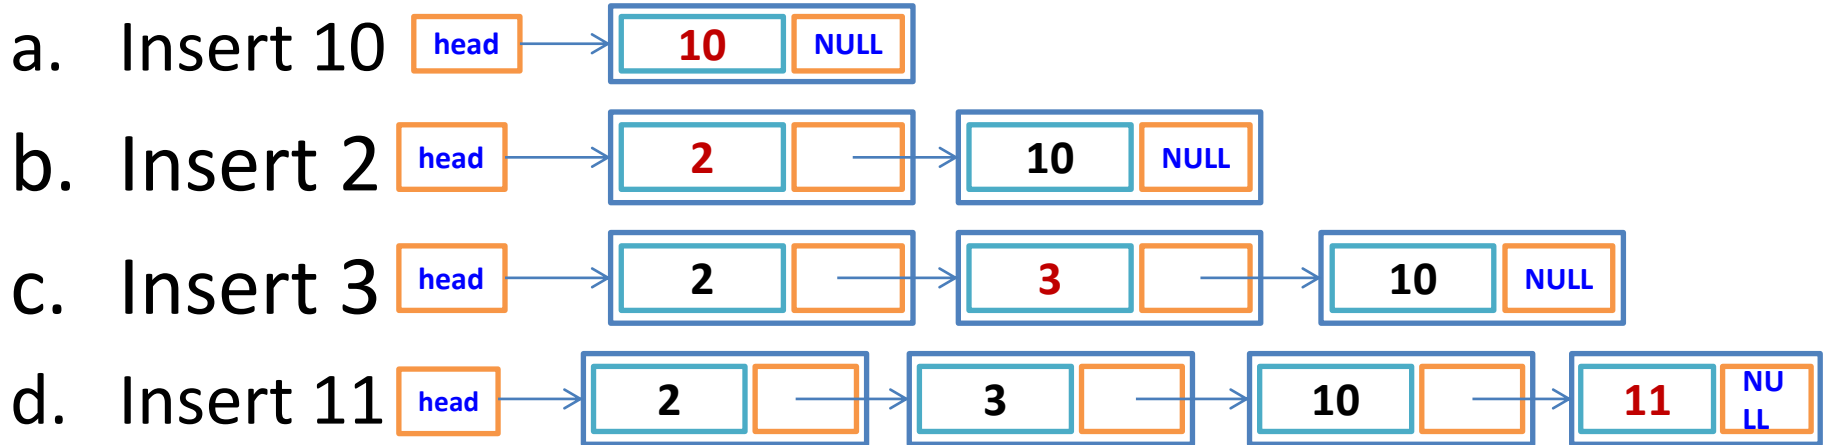 a. Insert 10 head 10 NULL
b. Insert 2 head 2 10 NULL
c. Insert 3 head 2 3 10 NULL
d. Insert 11 head 2 3 10 11 NU
LL